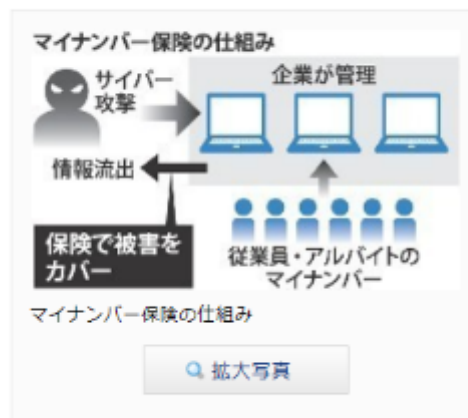 マイナンバー保険の仕組み
サイバー
攻撃
企業が管理
情報流出
保険で被害を
カバー
従業員・アルバイトの
マイナンバー
マイナンバー保険の仕組み
拡大写真